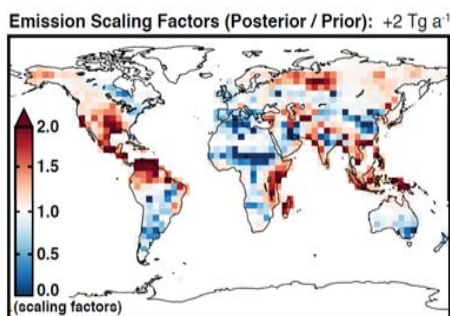 Emission Scaling Factors (Posterior / Prior): +2 Tg a⁻¹
2.0
1.5
1.0
0.5
0.0
(scaling factors)